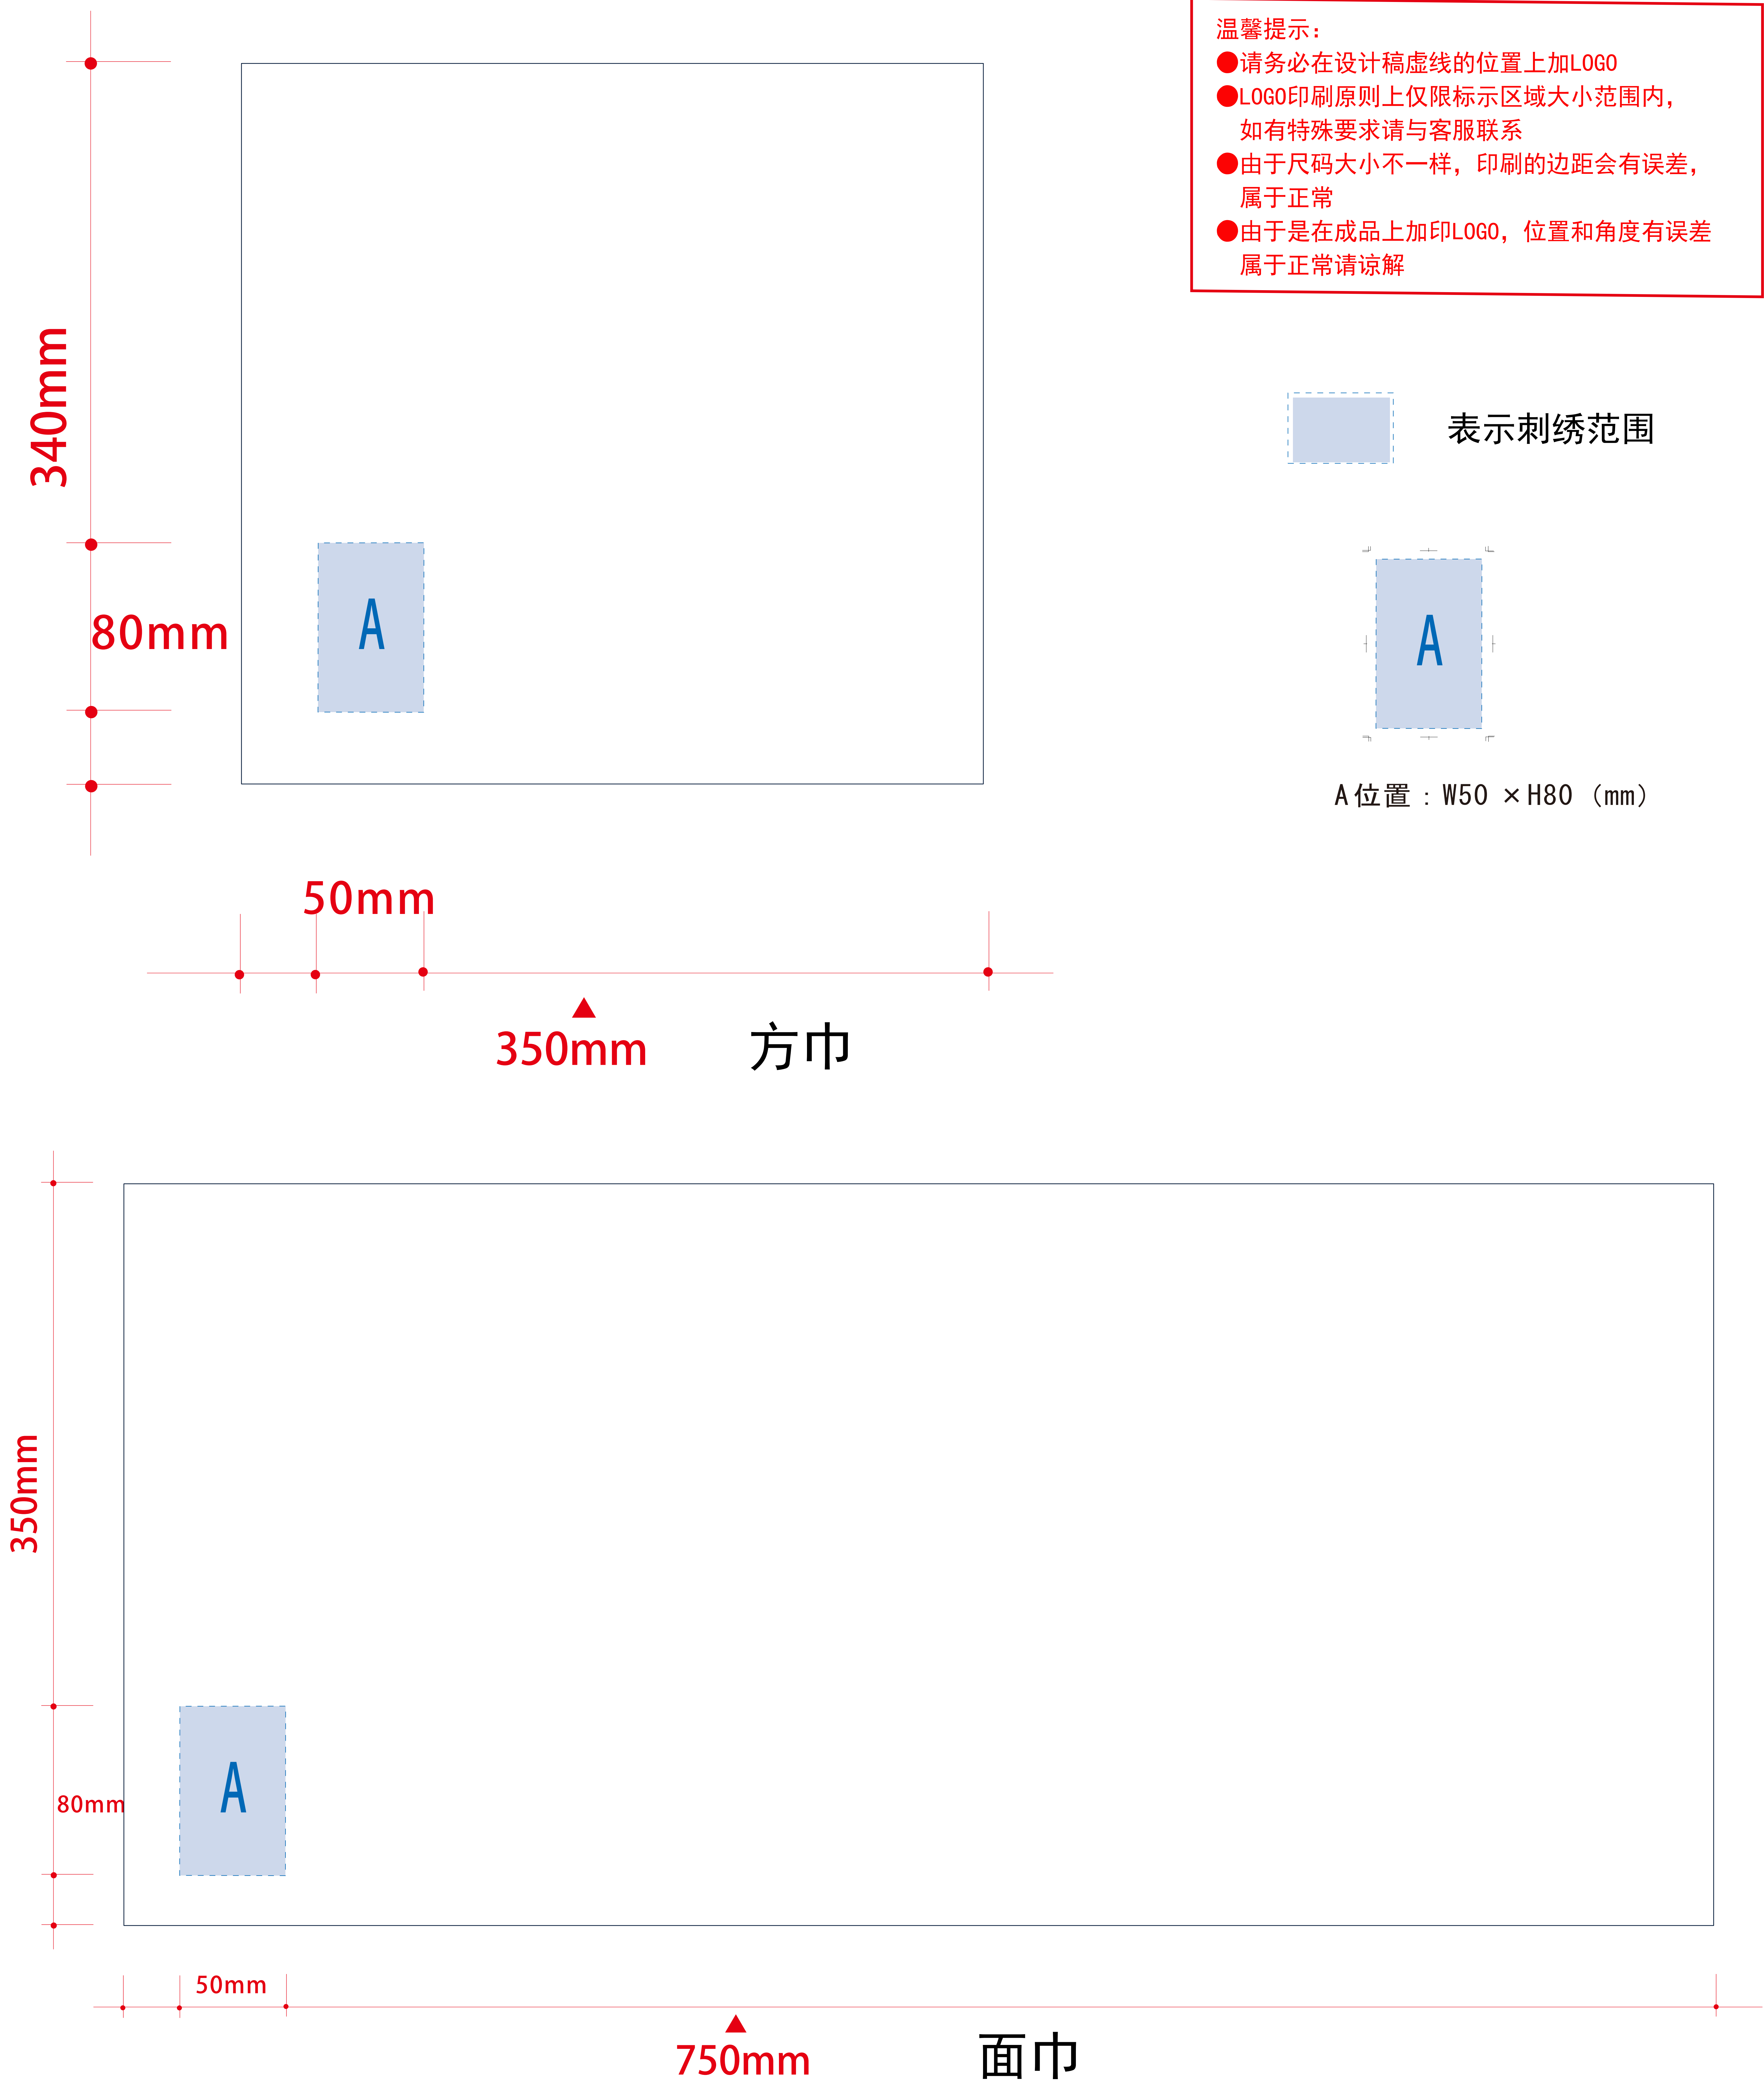 温馨提示：
●请务必在设计稿虚线的位置上加LOGO
●LOGO印刷原则上仅限标示区域大小范围内，
如有特殊要求请与客服联系
●由于尺码大小不一样，印刷的边距会有误差，
属于正常
●由于是在成品上加印LOGO，位置和角度有误差
属于正常请谅解
340mm
表示刺绣范围
A
80mm
A
A位置：W50 ×H80 （mm）
50mm
350mm
方巾
350mm
A
80mm
50mm
750mm
面巾